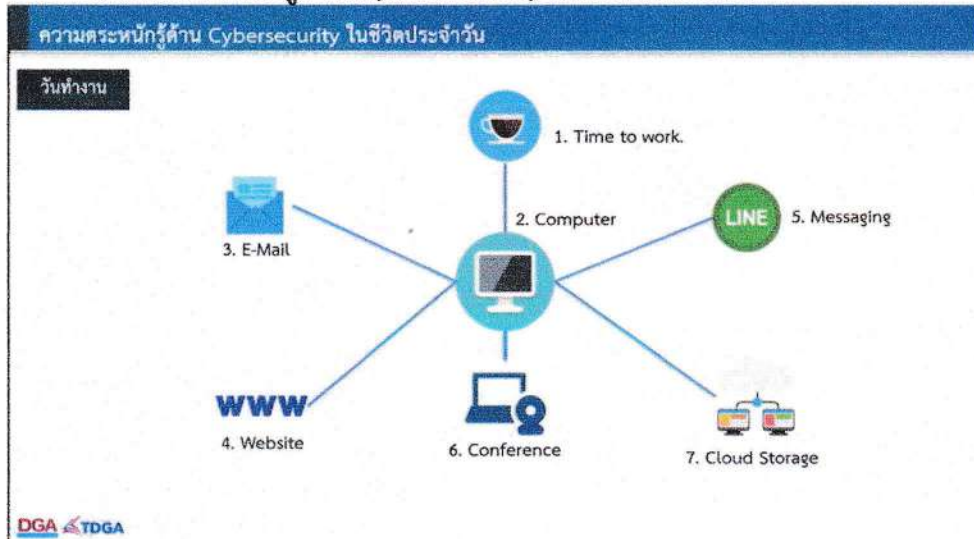 ความตระหนักรู้ด้าน Cybersecurity ในชีวิตประจำวัน
วันทำงาน
1. Time to work.
2. Computer
LINE
5. Messaging
3. E-Mail
www
4. Website
6. Conference
7. Cloud Storage
DGA TDGA